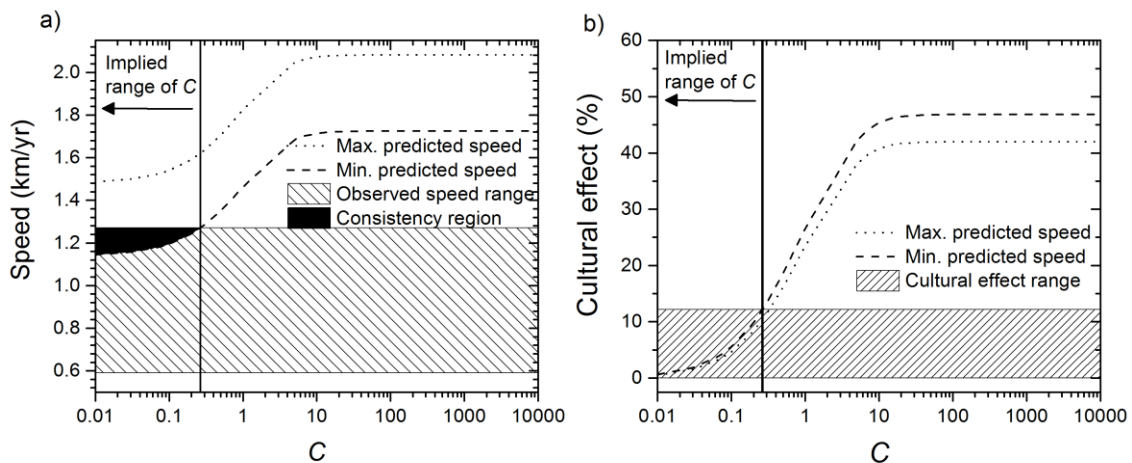 a)
Implied
range of C
2.0
1.8
1.6
1.4
1.2
1.0
0.8
0.6
Speed (km/yr)
Max. predicted speed
Min. predicted speed
Observed speed range
Consistency region
0.01 0.1 1 10 100 1000 10000
C
b)
Implied
range of C
60
50
40
30
20
10
0
Cultural effect (%)
Max. predicted speed
Min. predicted speed
Cultural effect range
0.01 0.1 1 10 100 1000 10000
C